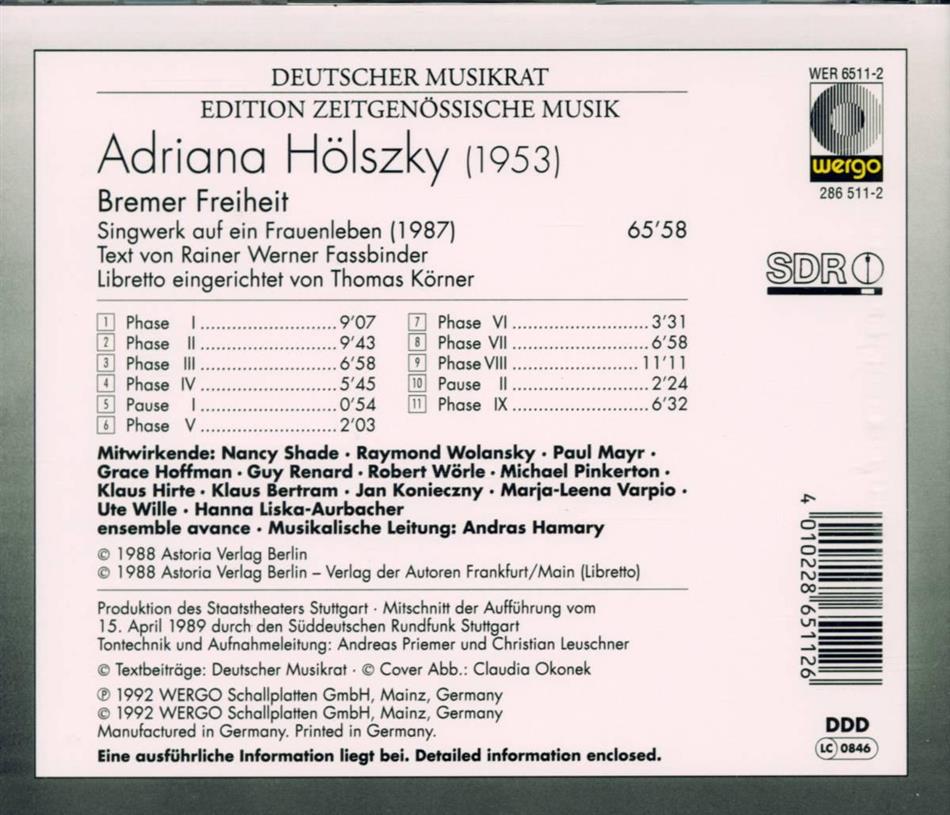 DEUTSCHER MUSIKRAT
EDITION ZEITGENÖSSISCHE MUSIK
WER 6511-2
wergo
286 511-2
Adriana Hölszky (1953)
Bremer Freiheit
Singwerk auf ein Frauenleben (1987) 65'58
Text von Rainer Werner Fassbinder
Libretto eingerichtet von Thomas Körner
SDR
1 Phase I ..................... 9'07
2 Phase II ..................... 9'43
3 Phase III ..................... 6'58
4 Phase IV ..................... 5'45
5 Pause I ..................... 0'54
6 Phase V ..................... 2'03
7 Phase VI ..................... 3'31
8 Phase VII ..................... 6'58
9 Phase VIII ..................... 11'11
10 Pause II ..................... 2'24
11 Phase IX ..................... 6'32
Mitwirkende: Nancy Shade · Raymond Wolansky · Paul Mayr ·
Grace Hoffman · Guy Renard · Robert Wörle · Michael Pinkerton ·
Klaus Hirte · Klaus Bertram · Jan Konieczny · Marja-Leena Varpio ·
Ute Wille · Hanna Liska-Aurbacher
ensemble avance · Musikalische Leitung: Andras Hamary
© 1988 Astoria Verlag Berlin
© 1988 Astoria Verlag Berlin – Verlag der Autoren Frankfurt/Main (Libretto)
Produktion des Staatstheaters Stuttgart · Mitschnitt der Aufführung vom
15. April 1989 durch den Süddeutschen Rundfunk Stuttgart
Tontechnik und Aufnahmeleitung: Andreas Priemer und Christian Leuschner
© Textbeiträge: Deutscher Musikrat · © Cover Abb.: Claudia Okonek
℗ 1992 WERGO Schallplatten GmbH, Mainz, Germany
© 1992 WERGO Schallplatten GmbH, Mainz, Germany
Manufactured in Germany. Printed in Germany.
Eine ausführliche Information liegt bei. Detailed information enclosed.
4 010228 651126
DDD
LC 0846